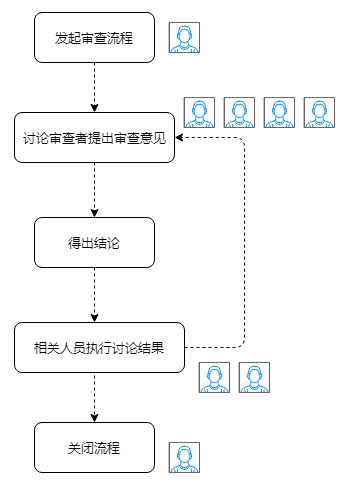 发起审查流程
讨论审查者提出审查意见
得出结论
相关人员执行讨论结果
关闭流程